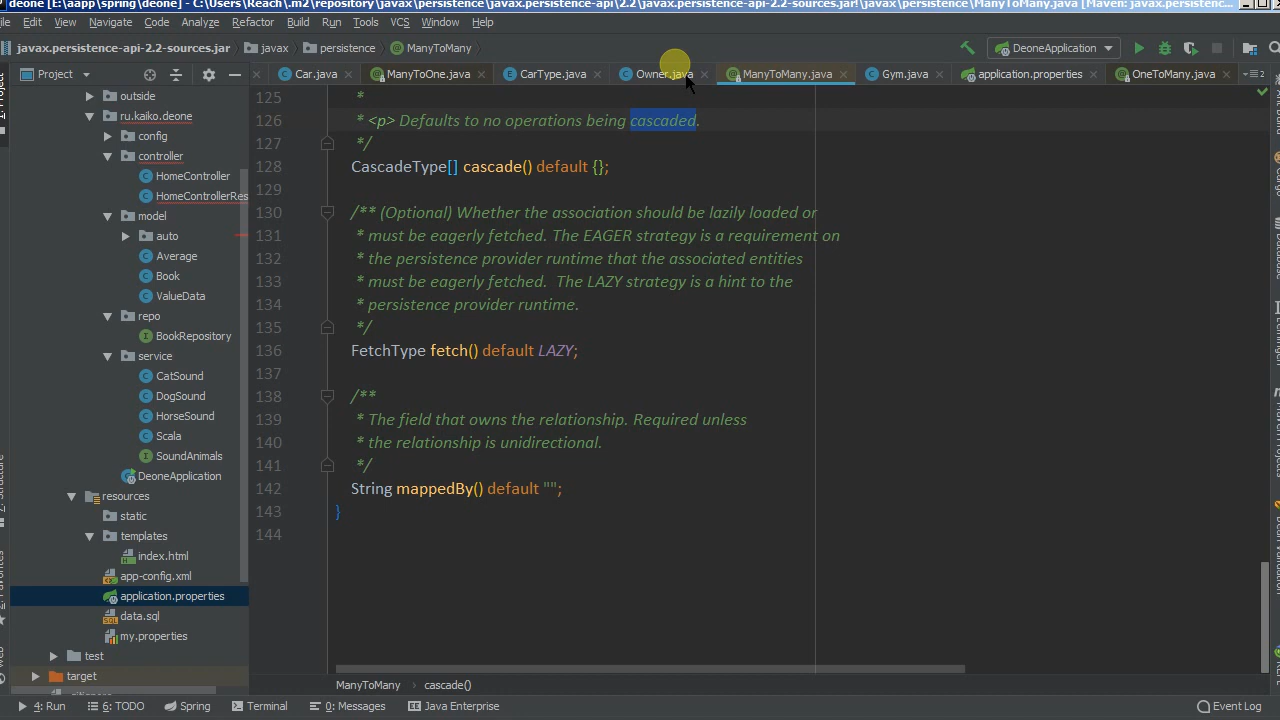 deone [E:\aapp\spring\deone] - C:\Users\Reach\.m2\repository\javax\persistence\javax.persistence-api\2.2\javax.persistence-api-2.2-sources.jar!\javax\persistence\ManyToMany.java [Maven: javax.persistence-api-2.2-sources.jar
Edit View Navigate Code Analyze Refactor Build Run Tools VCS Window Help
javax.persistence-api-2.2-sources.jar javax persistence ManyToMany DeoneApplication
Project Car.java ManyToOne.java CarType.java Owner.java ManyToMany.java Gym.java application.properties OneToMany.java
outside
ru.kaiko.deone
config
controller
HomeController
HomeControllerRes
model
auto
Average
Book
ValueData
repo
BookRepository
service
CatSound
DogSound
HorseSound
Scala
SoundAnimals
DeoneApplication
resources
static
templates
index.html
app-config.xml
application.properties
data.sql
my.properties
test
target
125 *
126 * <p> Defaults to no operations being cascaded.
127 */
128 CascadeType[] cascade() default {};
129
130 /** (Optional) Whether the association should be lazily loaded or
131 * must be eagerly fetched. The EAGER strategy is a requirement on
132 * the persistence provider runtime that the associated entities
133 * must be eagerly fetched.  The LAZY strategy is a hint to the
134 * persistence provider runtime.
135 */
136 FetchType fetch() default LAZY;
137
138 /**
139 * The field that owns the relationship. Required unless
140 * the relationship is unidirectional.
141 */
142 String mappedBy() default "";
143 }
144
ManyToMany cascade()
4: Run 6: TODO Spring Terminal 0: Messages Java Enterprise Event Log